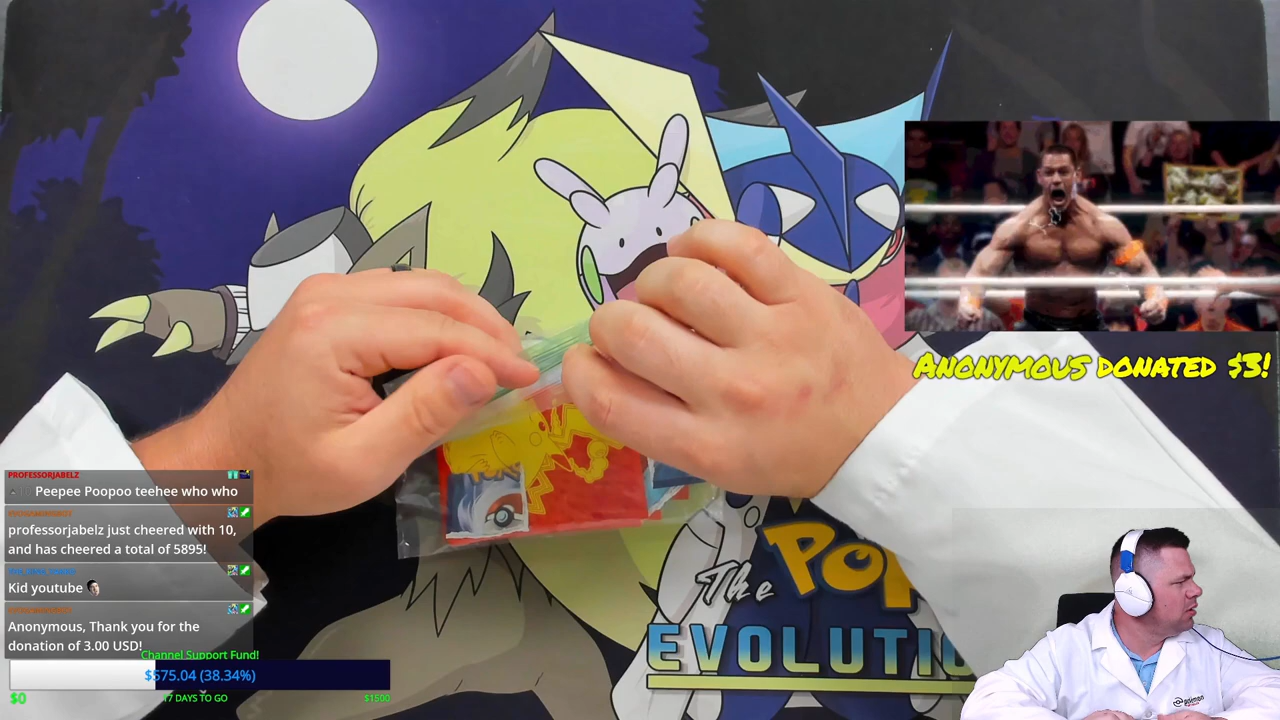 ANONYMOUS DONATED $3!
PROFESSORJABELZ
Peepee Poopoo teehee who who
professorjabelz just cheered with 10,
and has cheered a total of 5895!
Kid youtube
Anonymous, Thank you for the
donation of 3.00 USD!
Channel Support Fund!
$575.04 (38.34%)
$0
17 DAYS TO GO
$1500
The
EVOLUTIO